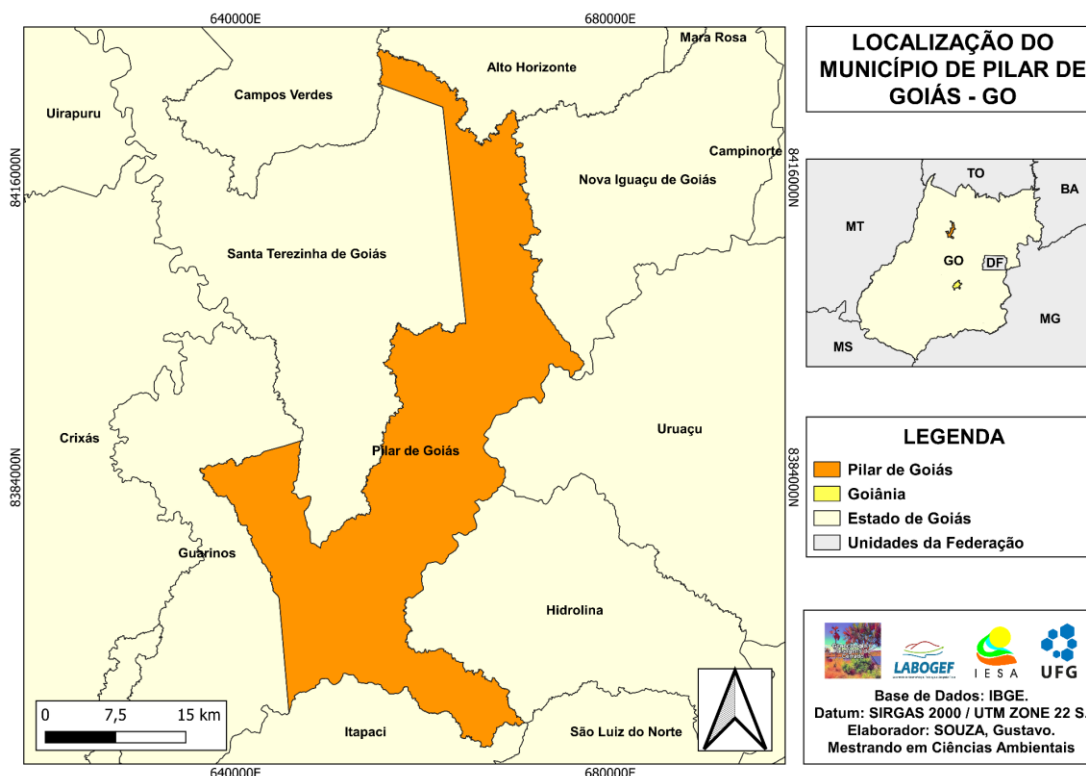 640000E
680000E
Mara Rosa
Alto Horizonte
Campos Verdes
Uirapuru
Campinorte
8416000N
8416000N
Nova Iguaçu de Goiás
Santa Terezinha de Goiás
Crixás
Pilar de Goiás
Uruaçu
8384000N
8384000N
Guarinos
Hidrolina
0 7,5 15 km
Itapaci
São Luiz do Norte
640000E
680000E
LOCALIZAÇÃO DO
MUNICÍPIO DE PILAR DE
GOIÁS - GO
TO
BA
MT
GO
DF
MG
MS
LEGENDA
Pilar de Goiás
Goiânia
Estado de Goiás
Unidades da Federação
LABOGEF
IESA
UFG
Base de Dados: IBGE.
Datum: SIRGAS 2000 / UTM ZONE 22 S.
Elaborador: SOUZA, Gustavo.
Mestrando em Ciências Ambientais